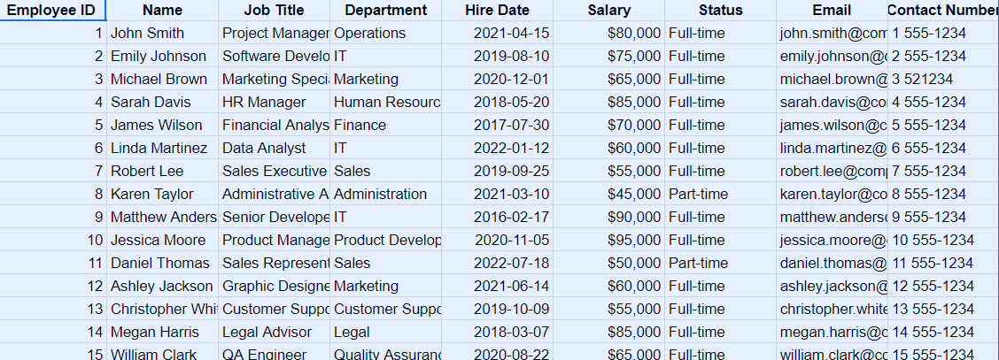 Employee ID Name Job Title Department Hire Date Salary Status Email Contact Number
1 John Smith Project Manager Operations 2021-04-15 $80,000 Full-time john.smith@com 1 555-1234
2 Emily Johnson Software Develo IT 2019-08-10 $75,000 Full-time emily.johnson@c 2 555-1234
3 Michael Brown Marketing Speci Marketing 2020-12-01 $65,000 Full-time michael.brown@ 3 521234
4 Sarah Davis HR Manager Human Resourc 2018-05-20 $85,000 Full-time sarah.davis@co 4 555-1234
5 James Wilson Financial Analys Finance 2017-07-30 $70,000 Full-time james.wilson@c 5 555-1234
6 Linda Martinez Data Analyst IT 2022-01-12 $60,000 Full-time linda.martinez@ 6 555-1234
7 Robert Lee Sales Executive Sales 2019-09-25 $55,000 Full-time robert.lee@comp 7 555-1234
8 Karen Taylor Administrative A Administration 2021-03-10 $45,000 Part-time karen.taylor@co 8 555-1234
9 Matthew Anders Senior Develope IT 2016-02-17 $90,000 Full-time matthew.anderso 9 555-1234
10 Jessica Moore Product Manage Product Develop 2020-11-05 $95,000 Full-time jessica.moore@ 10 555-1234
11 Daniel Thomas Sales Represent Sales 2022-07-18 $50,000 Part-time daniel.thomas@ 11 555-1234
12 Ashley Jackson Graphic Designe Marketing 2021-06-14 $60,000 Full-time ashley.jackson@ 12 555-1234
13 Christopher Whit Customer Suppo Customer Suppo 2019-10-09 $55,000 Full-time christopher.white 13 555-1234
14 Megan Harris Legal Advisor Legal 2018-03-07 $85,000 Full-time megan.harris@c 14 555-1234
15 William Clark QA Engineer Quality Assuranc 2020-08-22 $65,000 Full-time william.clark@co 15 555-1234